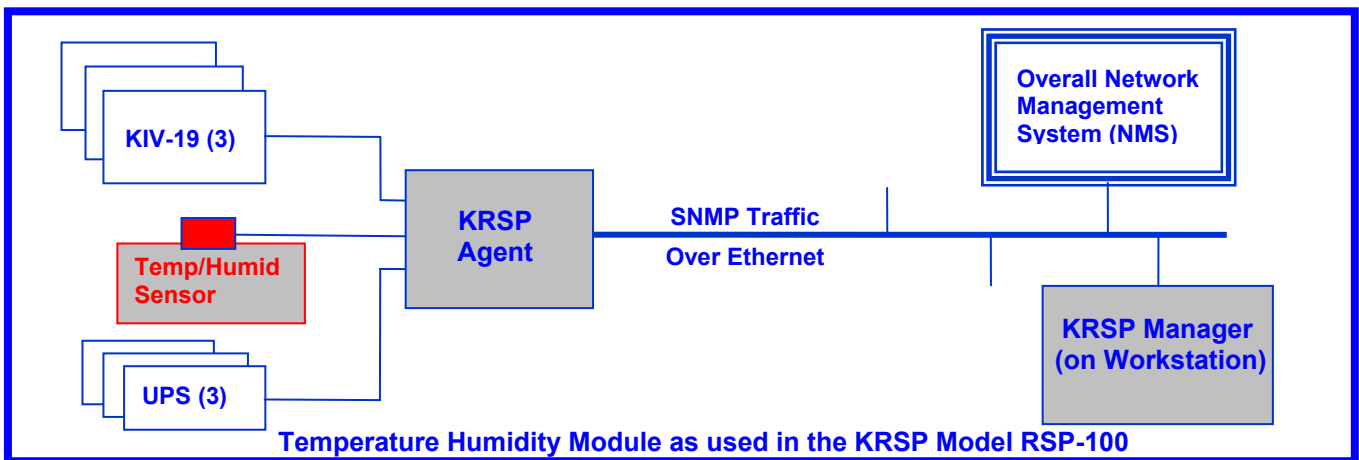 KIV-19 (3)
Temp/Humid
Sensor
UPS (3)
KRSP
Agent
SNMP Traffic
Over Ethernet
Overall Network
Management
System (NMS)
KRSP Manager
(on Workstation)
Temperature Humidity Module as used in the KRSP Model RSP-100